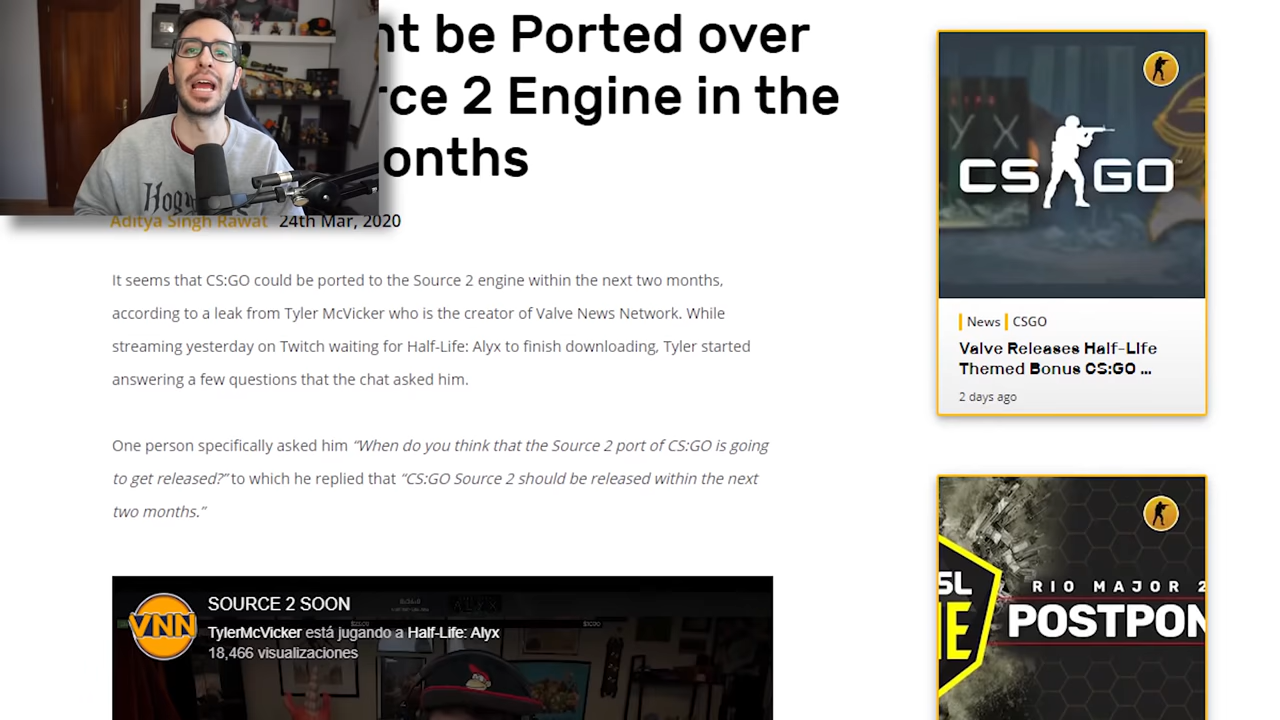 nt be Ported over
rce 2 Engine in the
onths
Aditya Singh Rawat 24th Mar, 2020
It seems that CS:GO could be ported to the Source 2 engine within the next two months,
according to a leak from Tyler McVicker who is the creator of Valve News Network. While
streaming yesterday on Twitch waiting for Half-Life: Alyx to finish downloading, Tyler started
answering a few questions that the chat asked him.
One person specifically asked him “When do you think that the Source 2 port of CS:GO is going
to get released?” to which he replied that “CS:GO Source 2 should be released within the next
two months.”
VNN
SOURCE 2 SOON
TylerMcVicker está jugando a Half-Life: Alyx
18,466 visualizaciones
CS GO
News CSGO
Valve Releases Half-LIfe
Themed Bonus CS:GO ...
2 days ago
RIO MAJOR 2
POSTPON